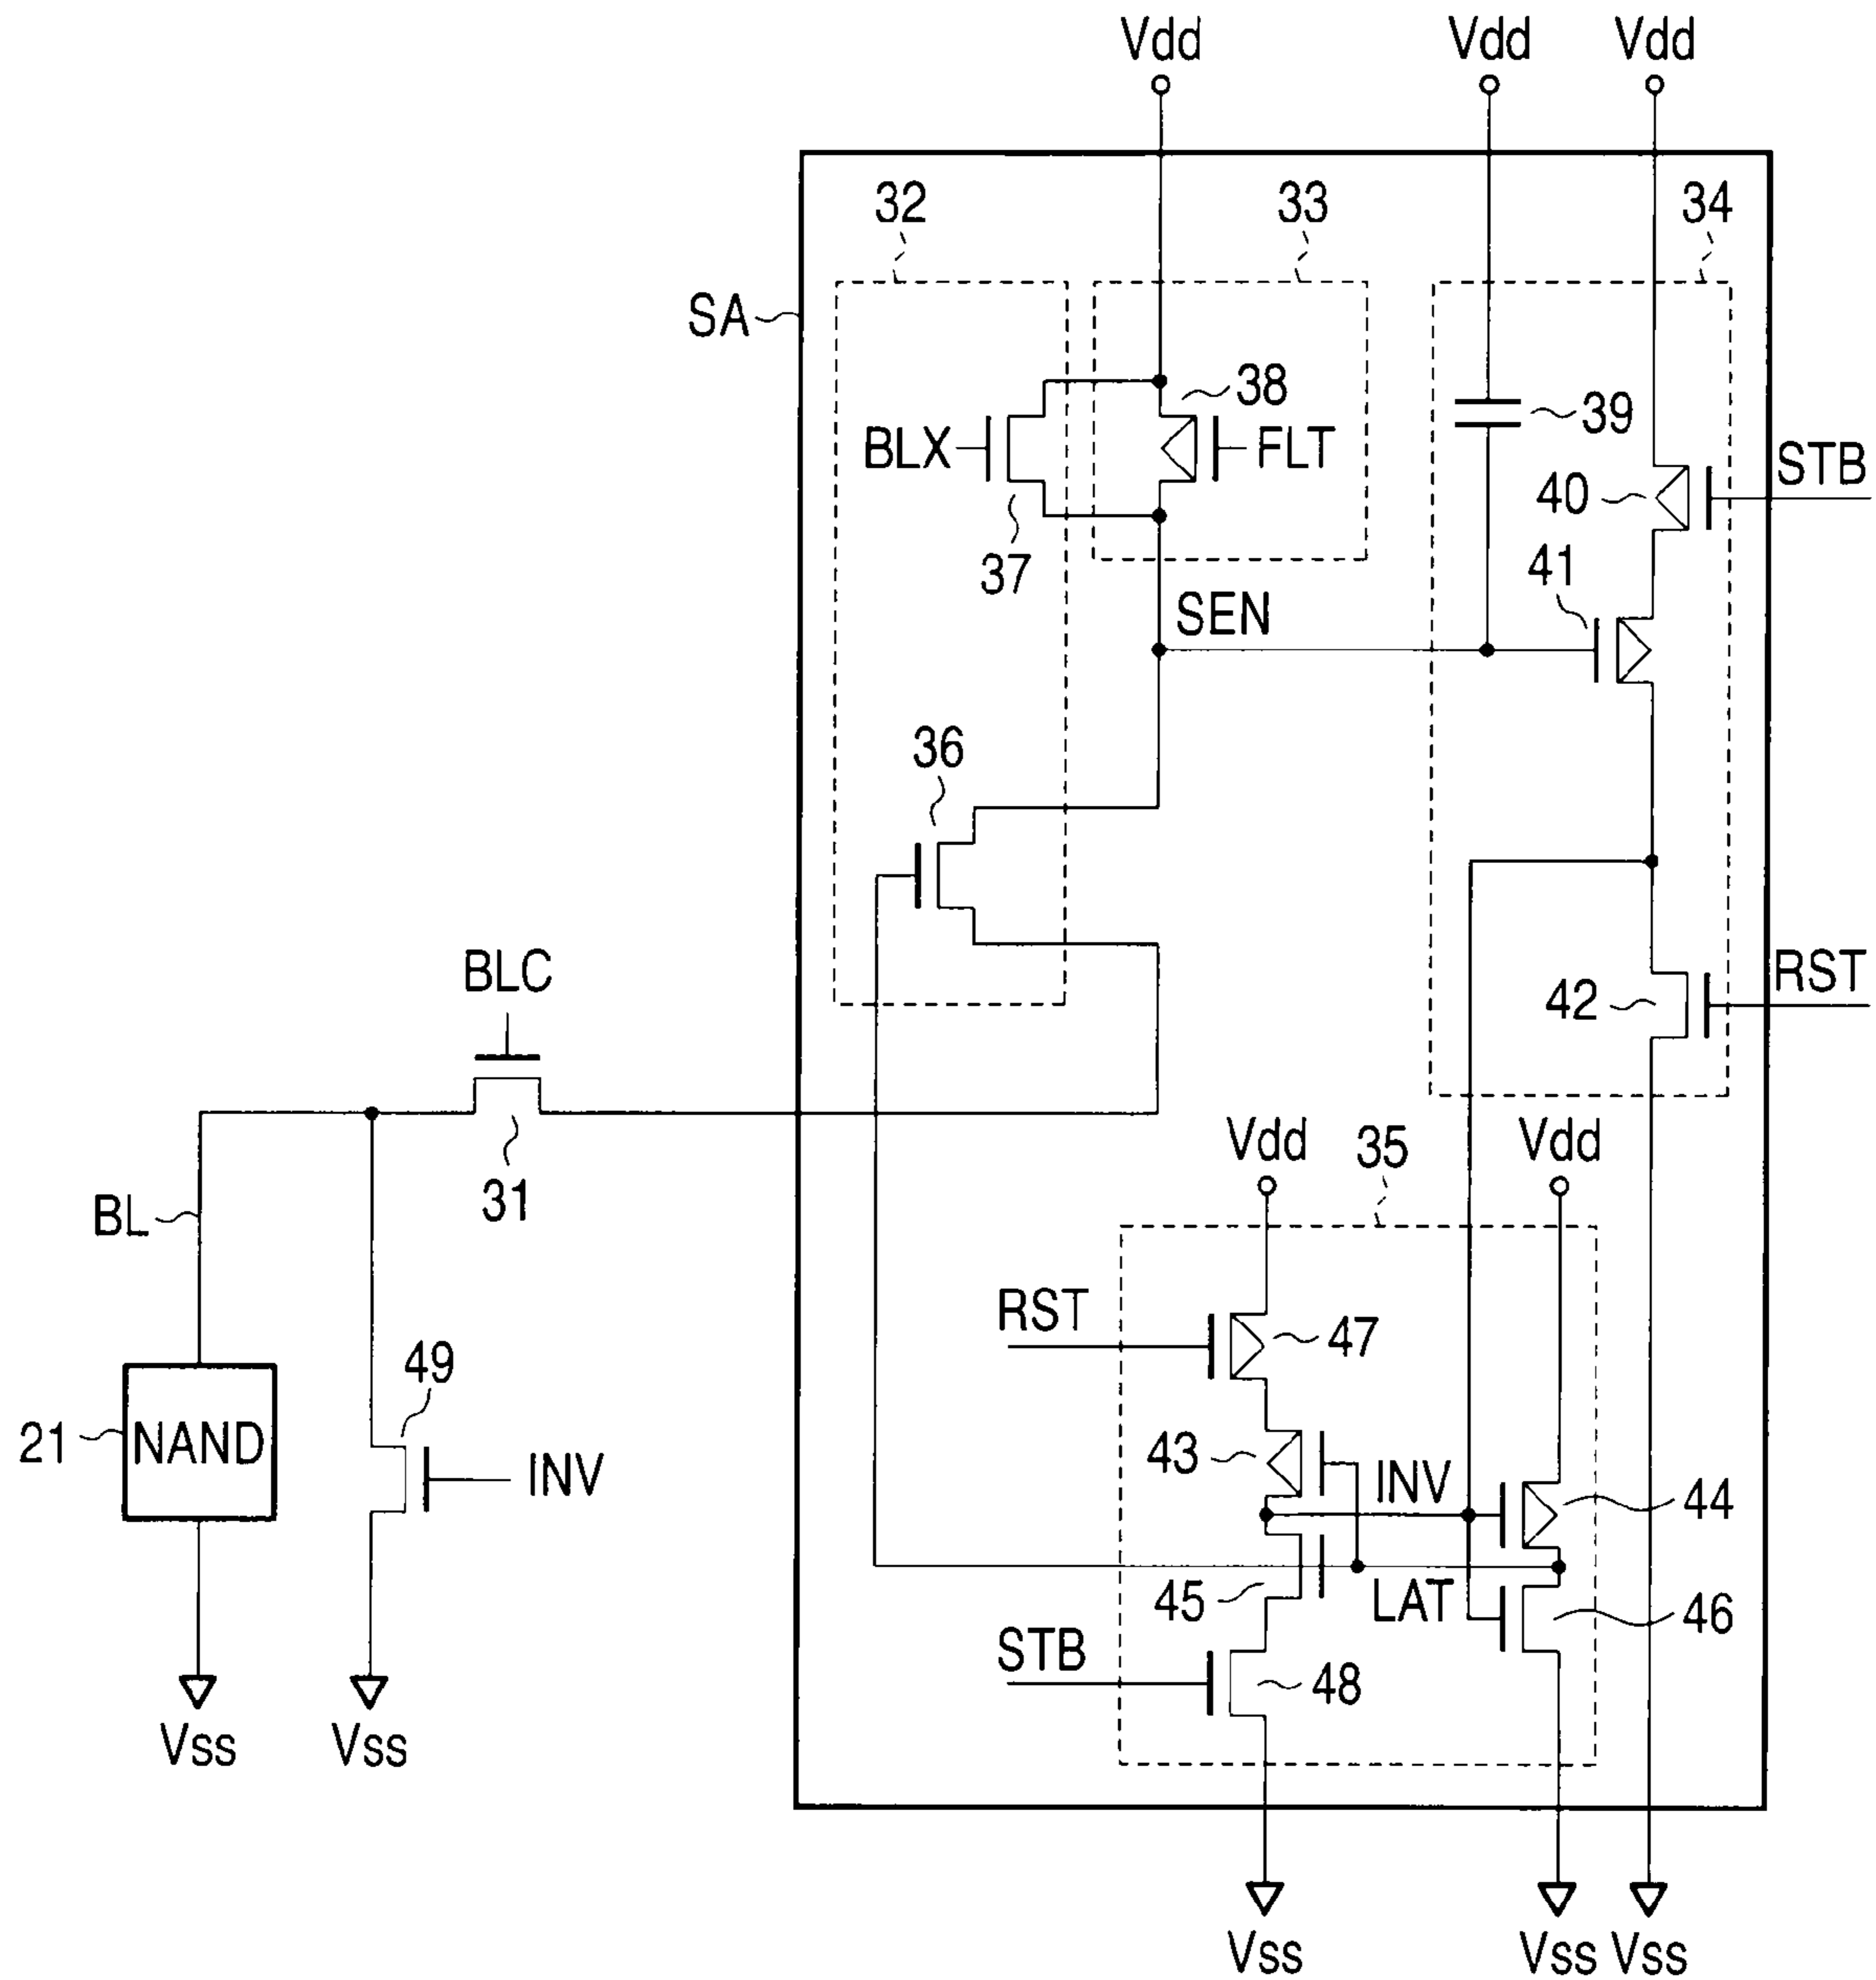 Vdd Vdd Vdd
32 33 34
SA
38
39
BLX FLT
STB
40
37
41
SEN
36
BLC
RST
42
31
Vdd Vdd
35
BL
RST
47
49
21 NAND
43
INV
INV
44
45
LAT
46
STB
48
Vss Vss
Vss Vss Vss